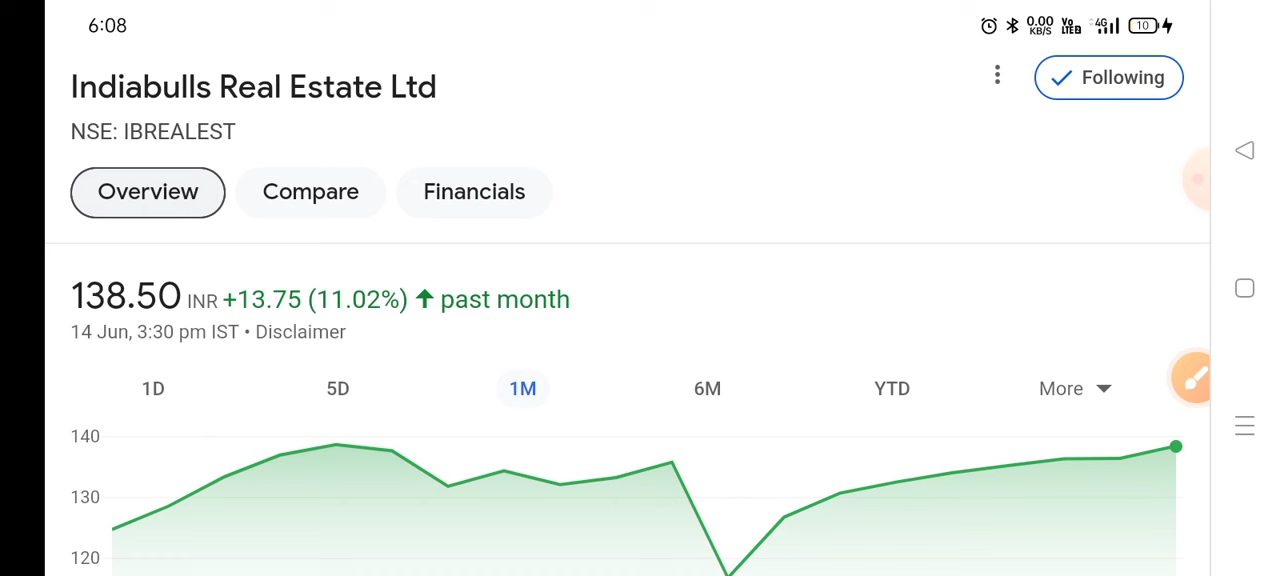 6:08
0.00 KB/S Vo LTE2 4G 10
Indiabulls Real Estate Ltd
Following
NSE: IBREALEST
Overview Compare Financials
138.50 INR +13.75 (11.02%) ↑ past month
14 Jun, 3:30 pm IST • Disclaimer
1D 5D 1M 6M YTD More
140
130
120